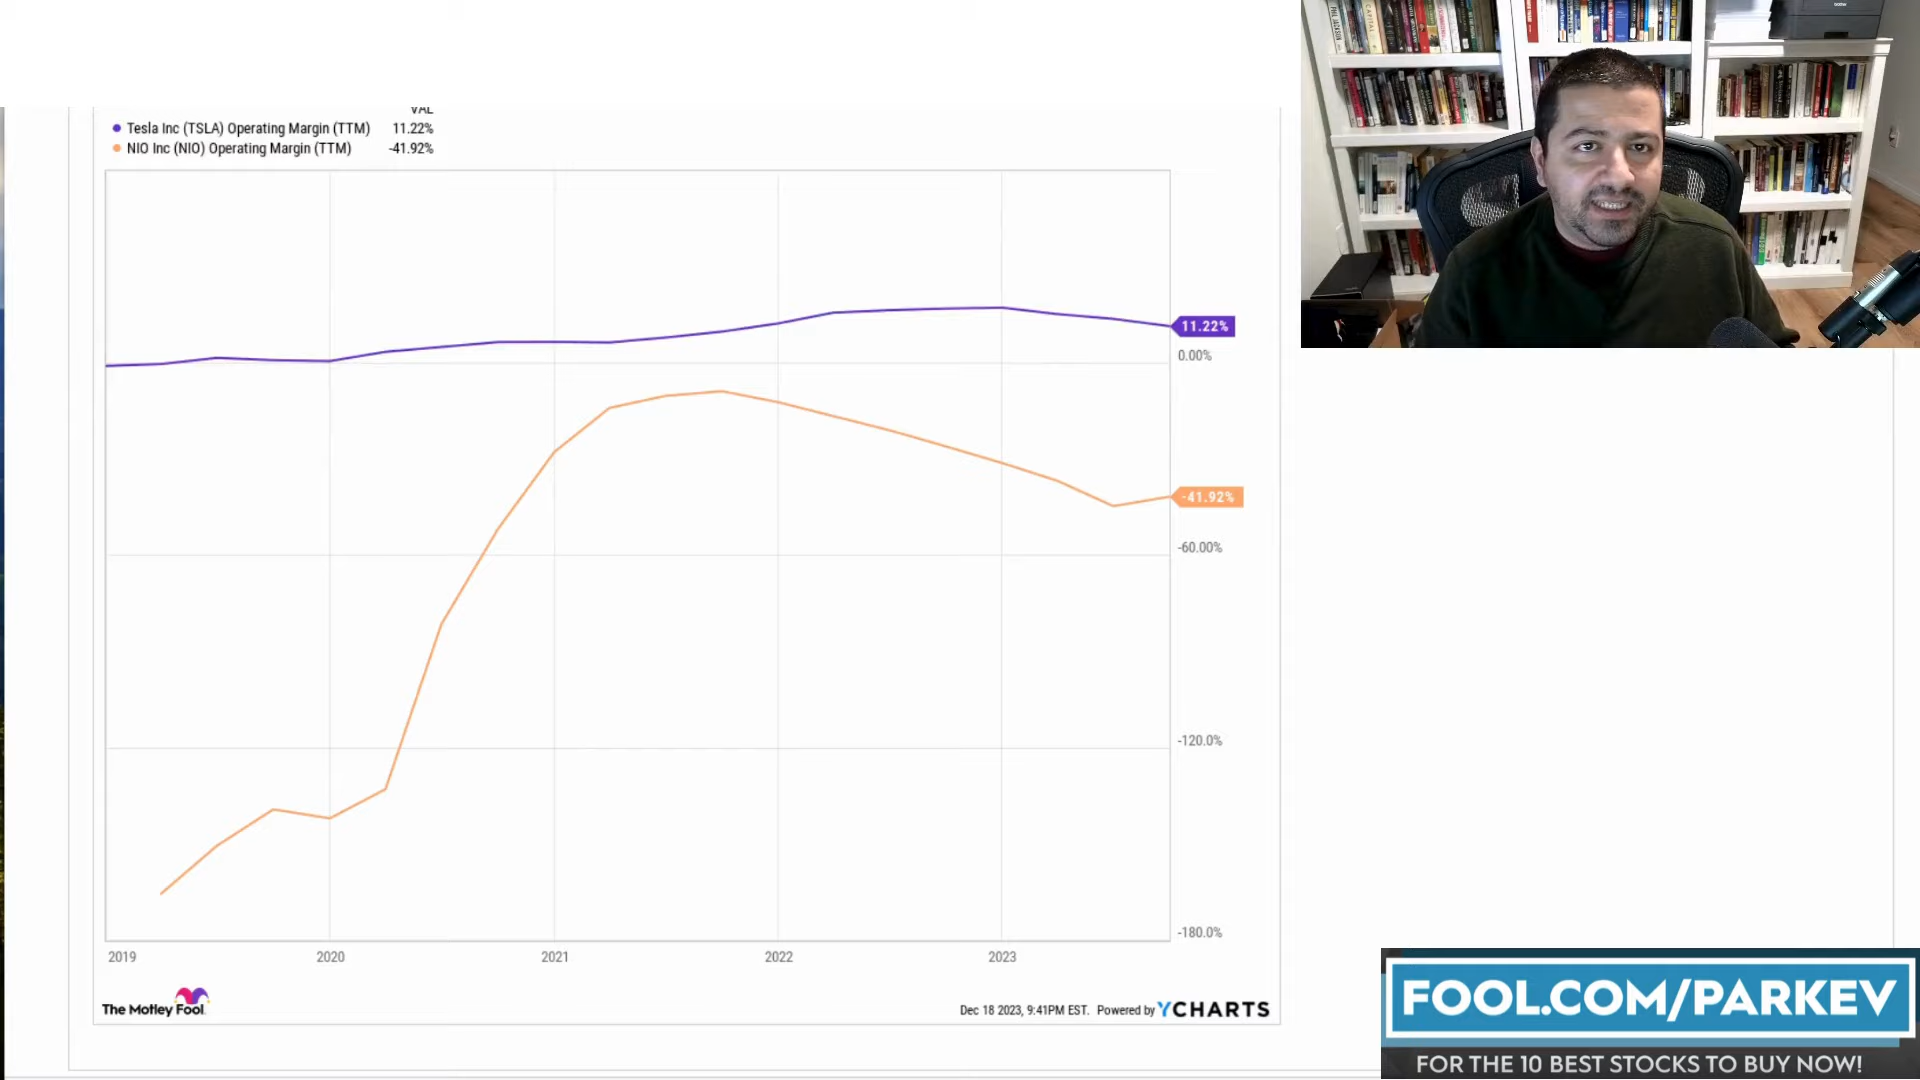 VAL
Tesla Inc (TSLA) Operating Margin (TTM) 11.22%
NIO Inc (NIO) Operating Margin (TTM) -41.92%
11.22%
0.00%
-41.92%
-60.00%
-120.0%
-180.0%
2019 2020 2021 2022 2023
The Motley Fool
Dec 18 2023, 9:41PM EST. Powered by YCHARTS
FOOL.COM/PARKEV
FOR THE 10 BEST STOCKS TO BUY NOW!